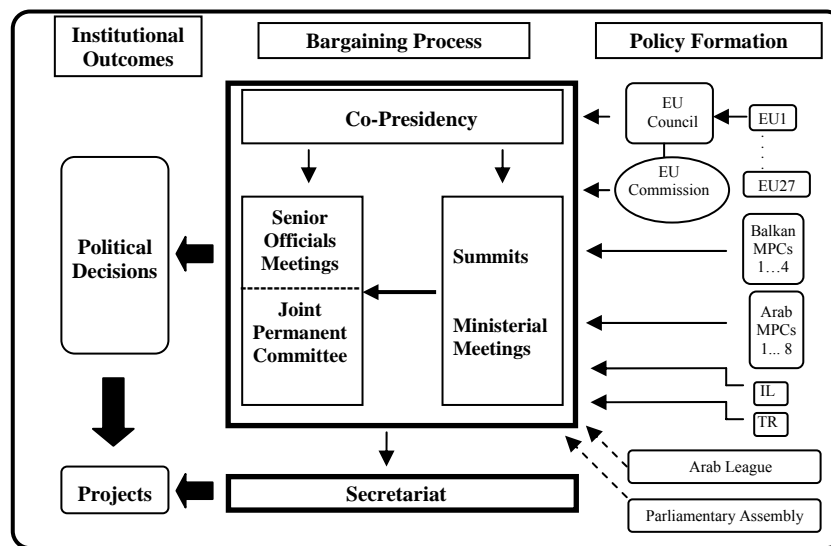 Institutional
Outcomes
Bargaining Process
Policy Formation
Co-Presidency
EU
Council
EU1
EU
Commission
EU27
Political
Decisions
Senior
Officials
Meetings
Joint
Permanent
Committee
Summits
Ministerial
Meetings
Balkan
MPCs
1…4
Arab
MPCs
1... 8
IL
TR
Arab League
Projects
Secretariat
Parliamentary Assembly